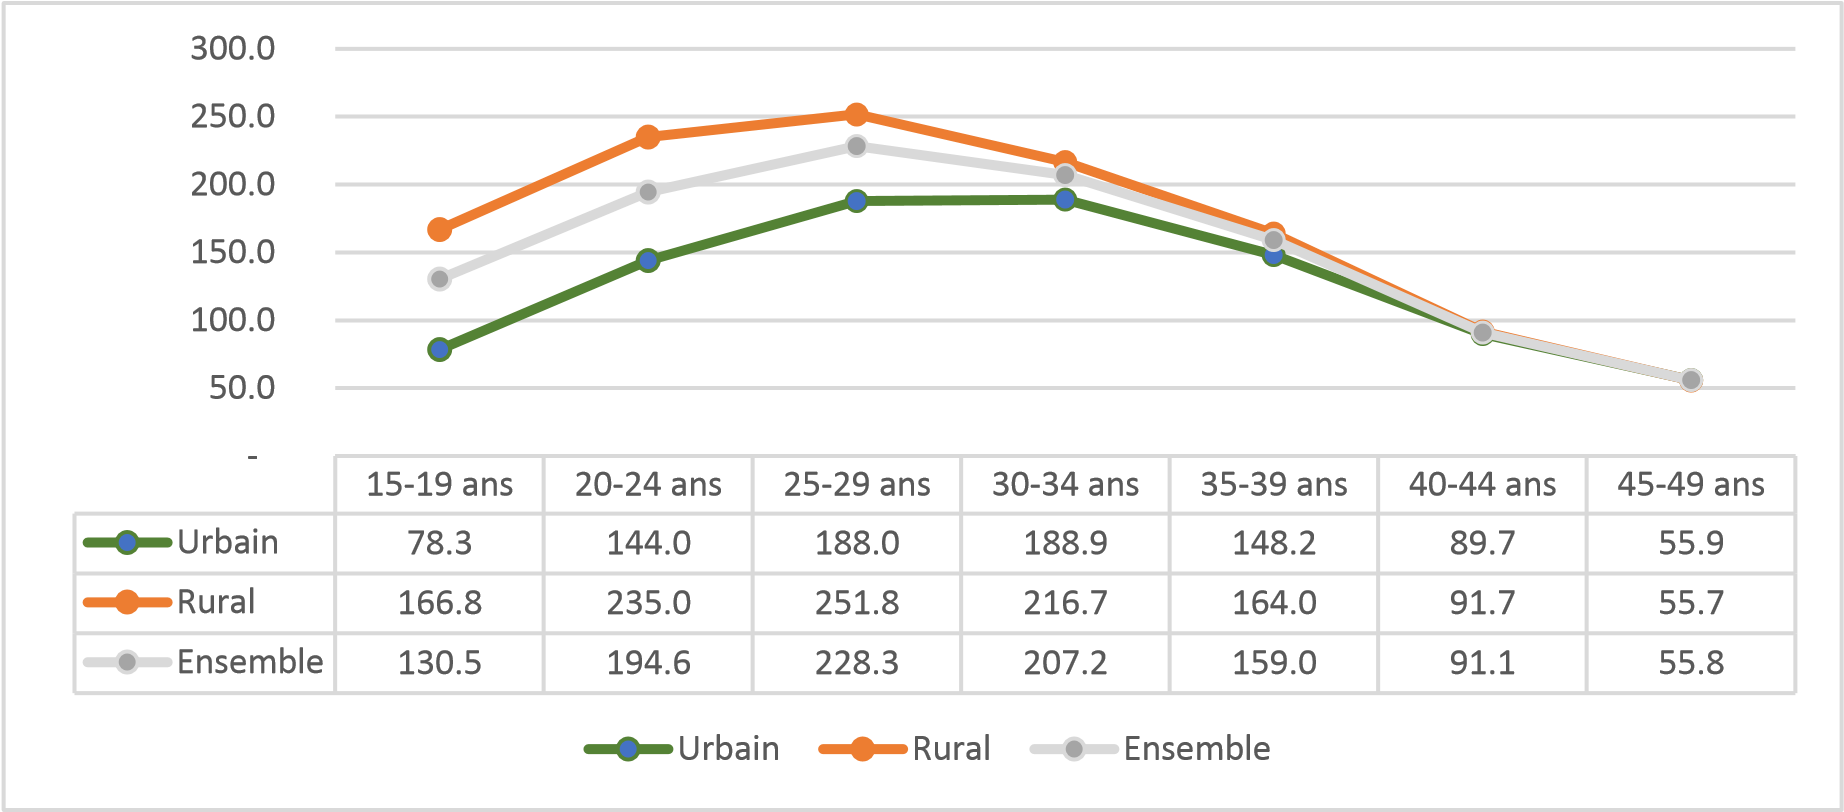 300.0
250.0
200.0
150.0
100.0
50.0
-
15-19 ans 20-24 ans 25-29 ans 30-34 ans 35-39 ans 40-44 ans 45-49 ans
Urbain 78.3 144.0 188.0 188.9 148.2 89.7 55.9
Rural 166.8 235.0 251.8 216.7 164.0 91.7 55.7
Ensemble 130.5 194.6 228.3 207.2 159.0 91.1 55.8
Urbain Rural Ensemble